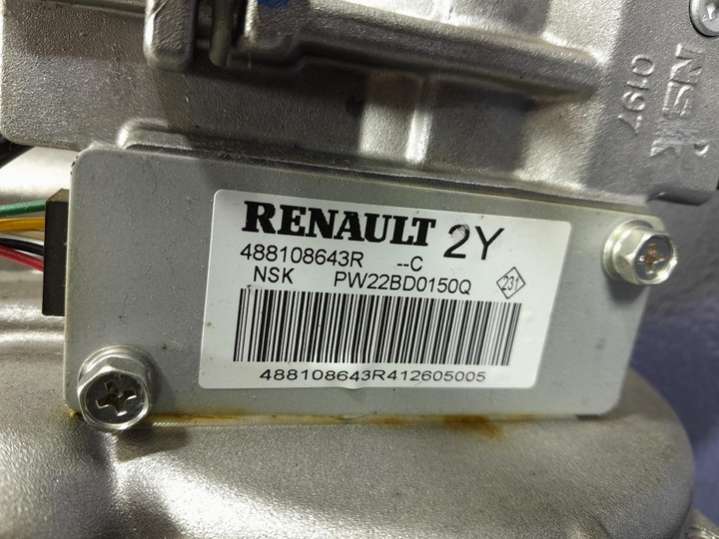 NSK
0197
RENAULT 2Y
488108643R --C
NSK PW22BD0150Q 231
488108643R412605005